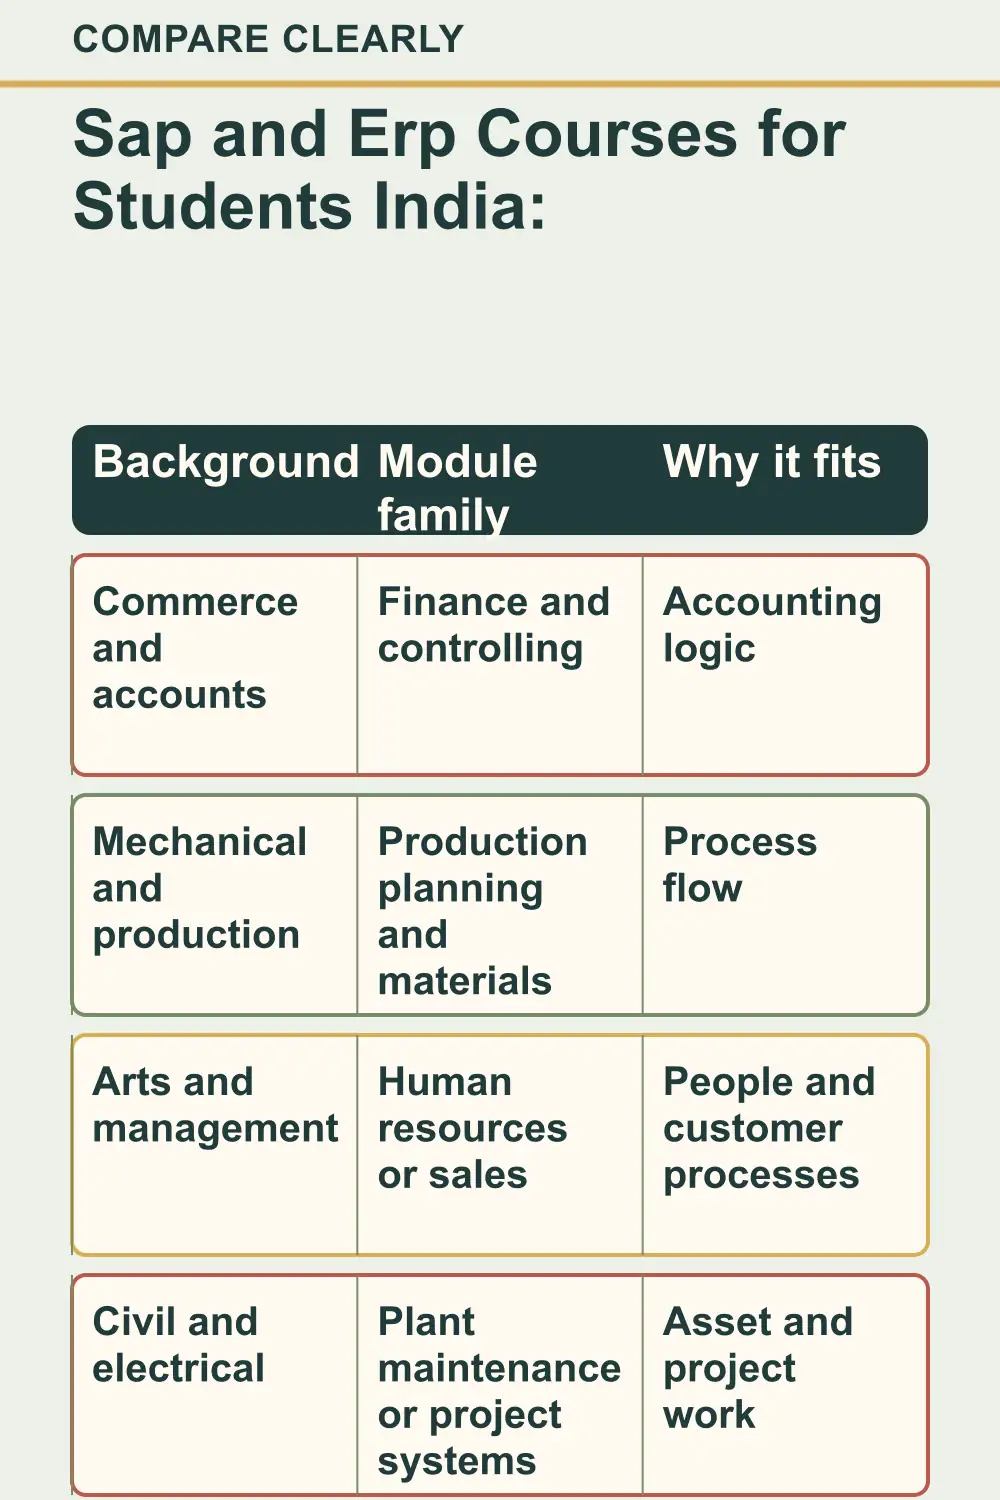 COMPARE CLEARLY
Sap and Erp Courses for
Students India:
Background Module family Why it fits
Commerce and accounts Finance and controlling Accounting logic
Mechanical and production Production planning and materials Process flow
Arts and management Human resources or sales People and customer processes
Civil and electrical Plant maintenance or project systems Asset and project work